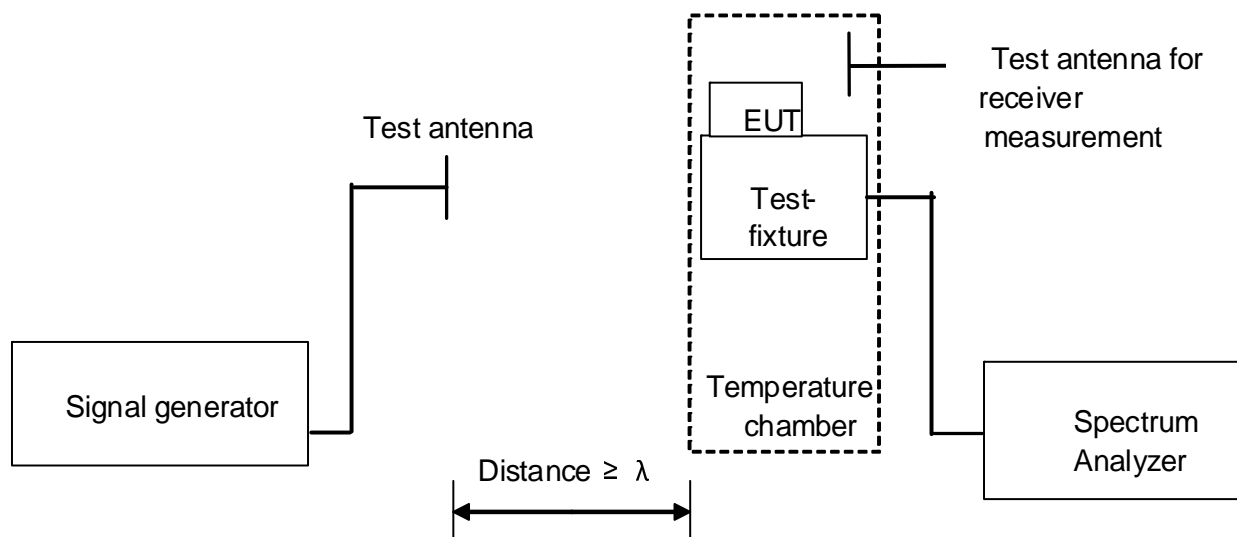 Test antenna
EUT
Test-
fixture
Test antenna for
receiver
measurement
Signal generator
Temperature
chamber
Spectrum
Analyzer
Distance ≥ λ